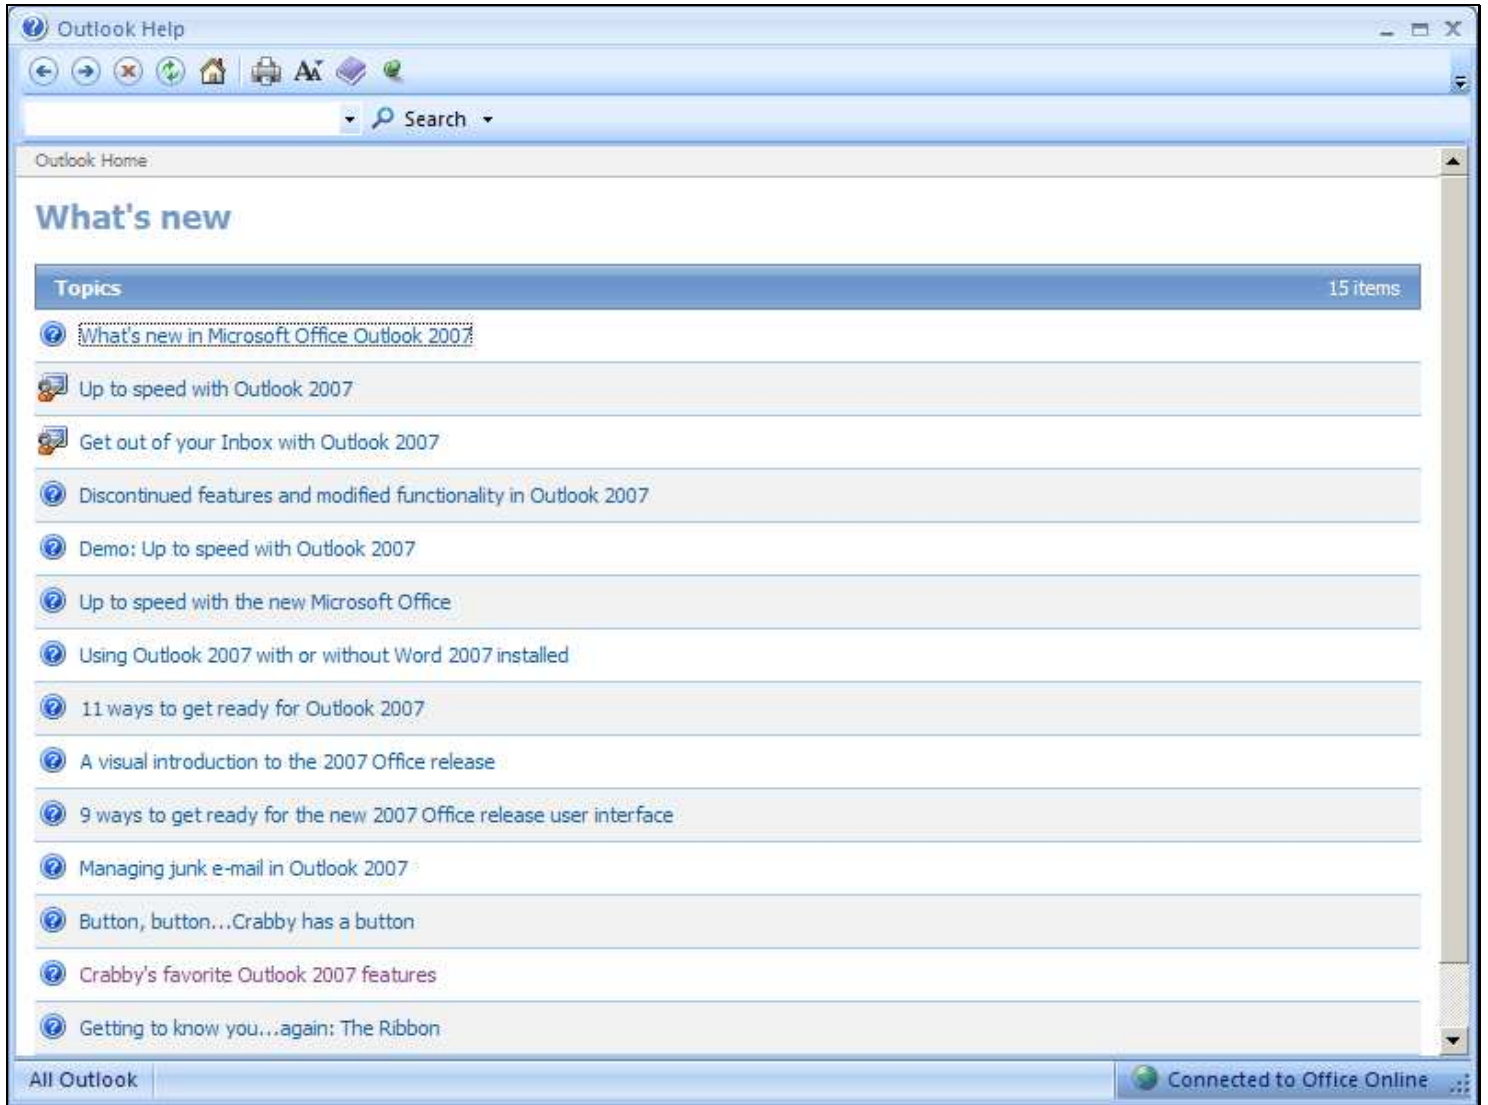 Outlook Help
Search
Outlook Home
What's new
Topics 15 items
What's new in Microsoft Office Outlook 2007
Up to speed with Outlook 2007
Get out of your Inbox with Outlook 2007
Discontinued features and modified functionality in Outlook 2007
Demo: Up to speed with Outlook 2007
Up to speed with the new Microsoft Office
Using Outlook 2007 with or without Word 2007 installed
11 ways to get ready for Outlook 2007
A visual introduction to the 2007 Office release
9 ways to get ready for the new 2007 Office release user interface
Managing junk e-mail in Outlook 2007
Button, button...Crabby has a button
Crabby's favorite Outlook 2007 features
Getting to know you...again: The Ribbon
All Outlook Connected to Office Online